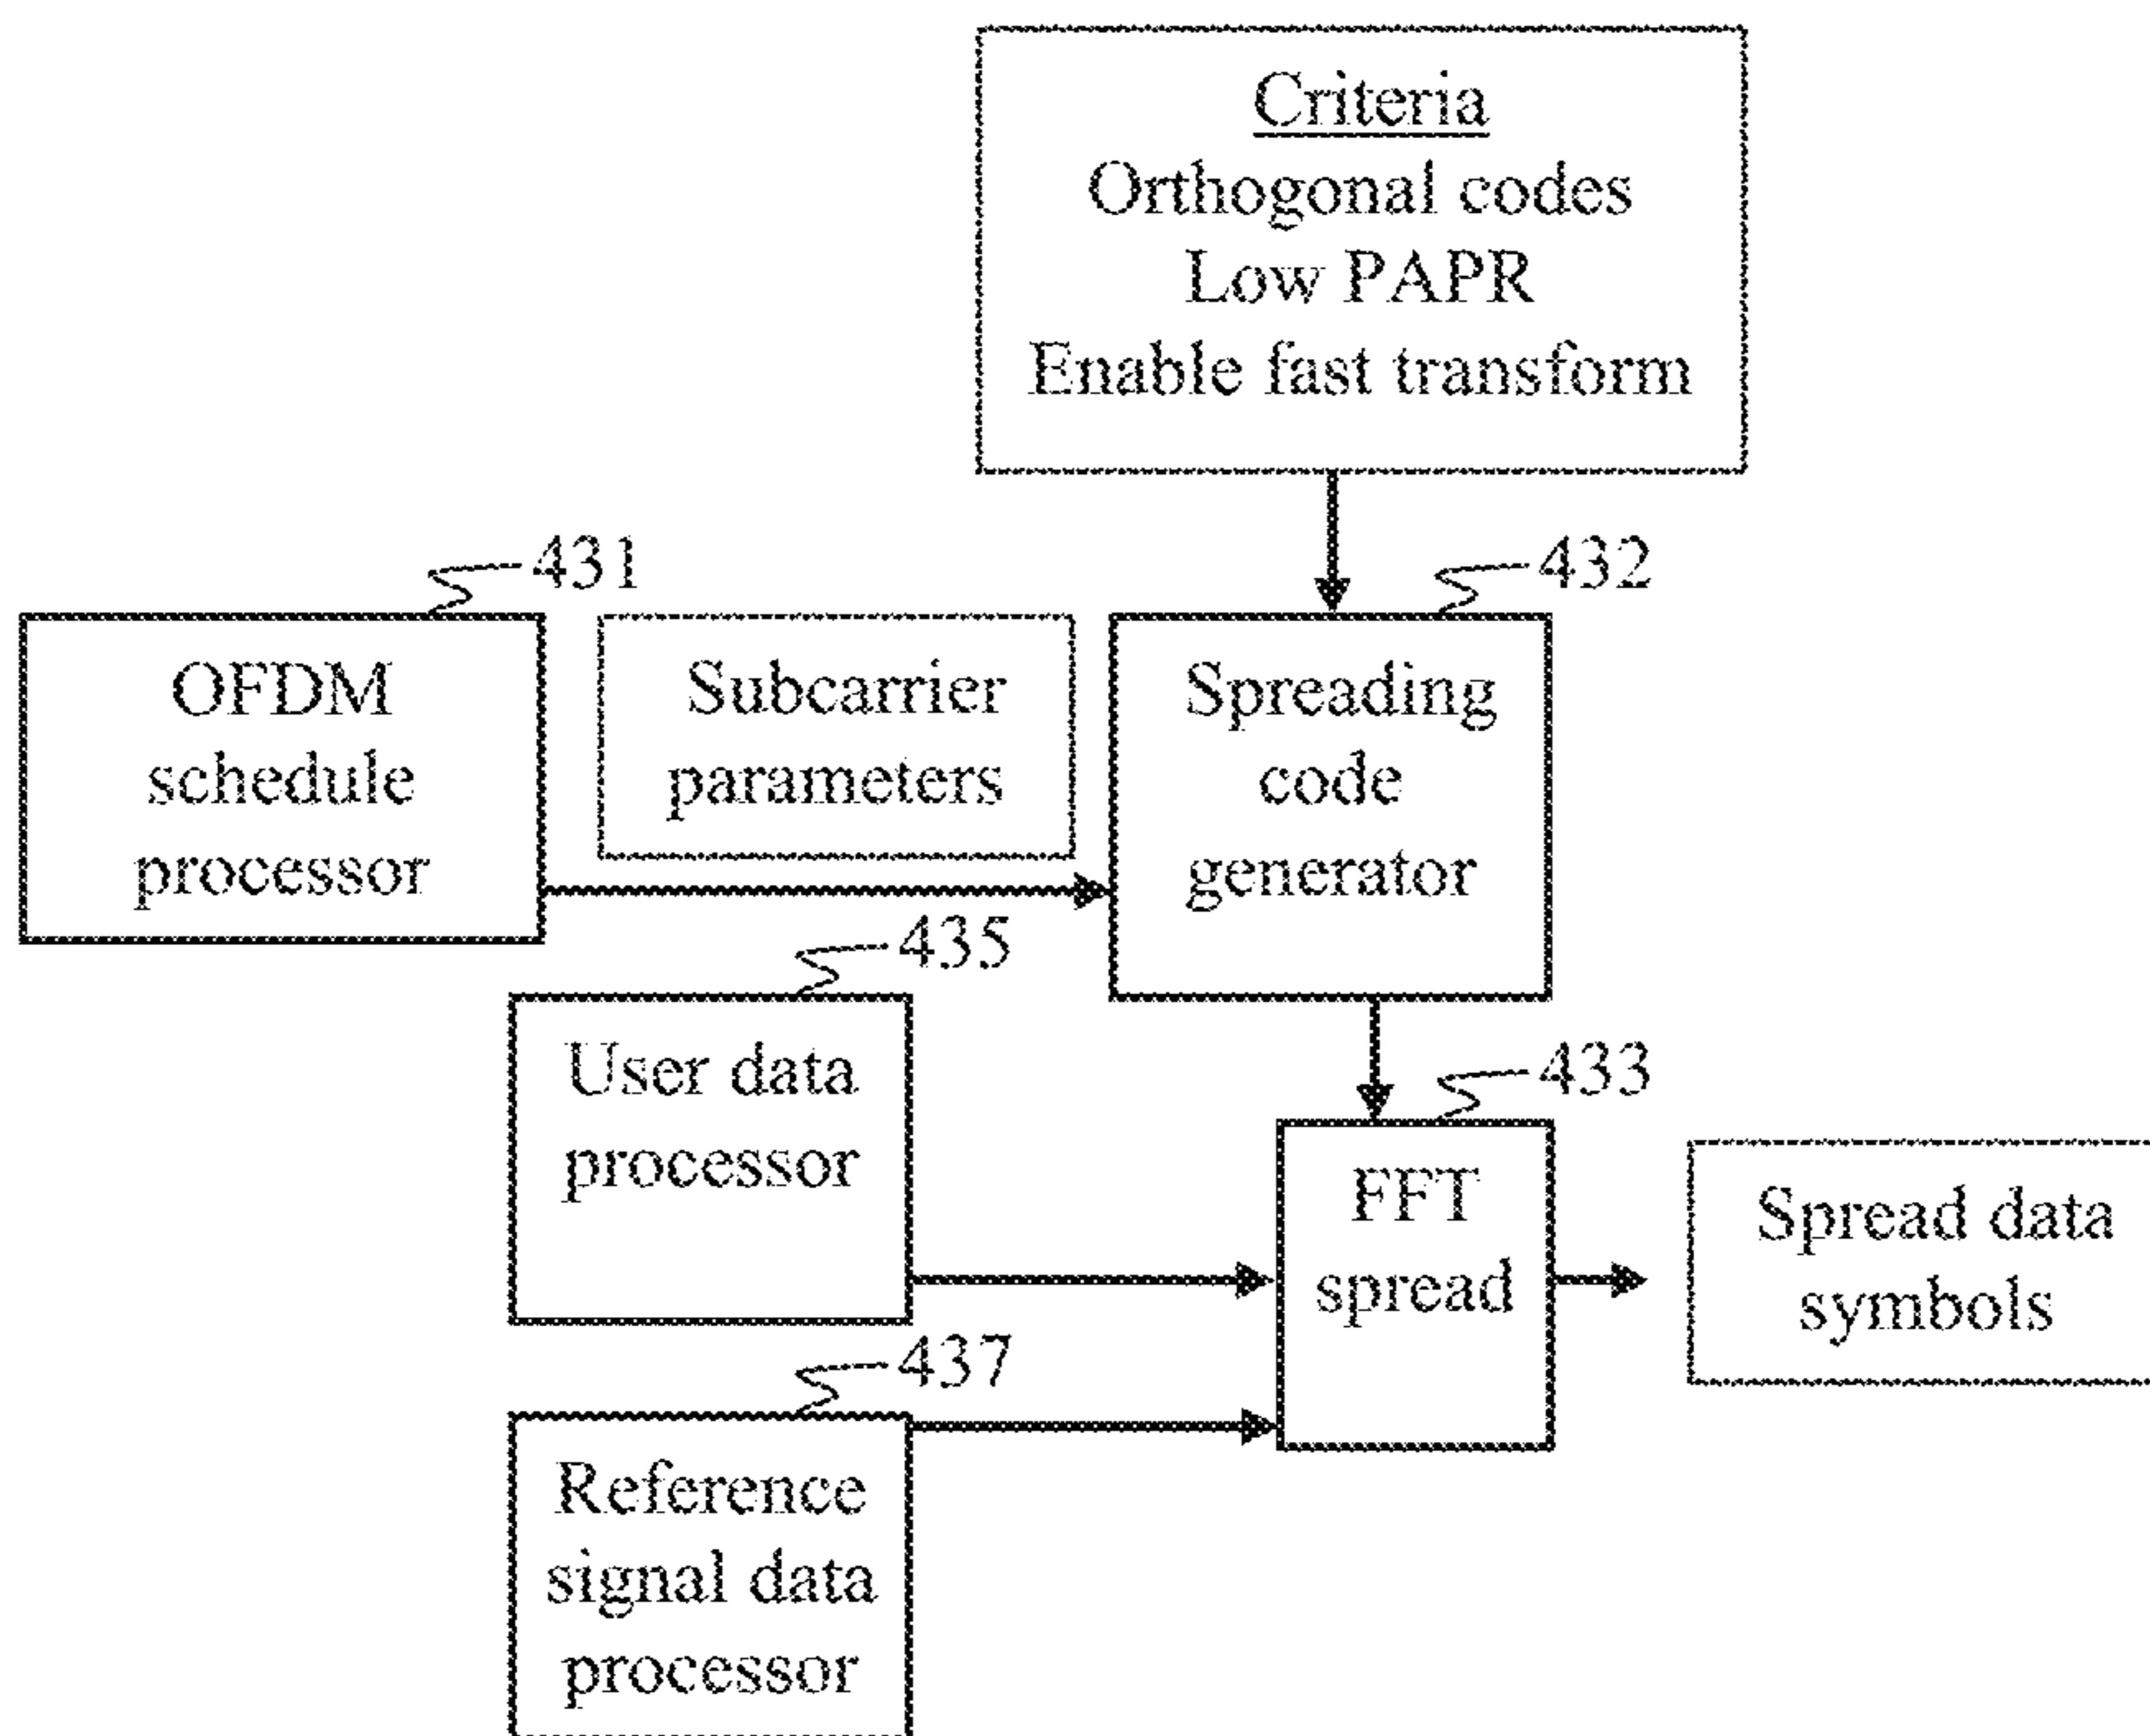 Criteria
Orthogonal codes
Low PAPR
Enable fast transform
431
432
OFDM
schedule
processor
Subcarrier
parameters
Spreading
code
generator
435
User data
processor
433
FFT
spread
Spread data
symbols
437
Reference
signal data
processor